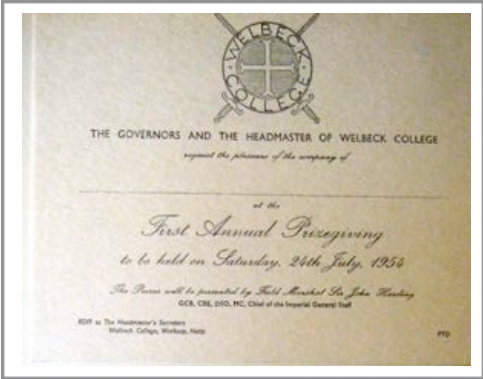 WELBECK
COLLEGE
THE GOVERNORS AND THE HEADMASTER OF WELBECK COLLEGE
request the pleasure of the company of
at the
First Annual Prizegiving
to be held on Saturday, 24th July, 1954
The Prizes will be presented by Field Marshal Sir John Harding
GCB, CBE, DSO, MC, Chief of the Imperial General Staff
RSVP to The Headmaster's Secretary
Welbeck College, Worksop, Notts
PTO